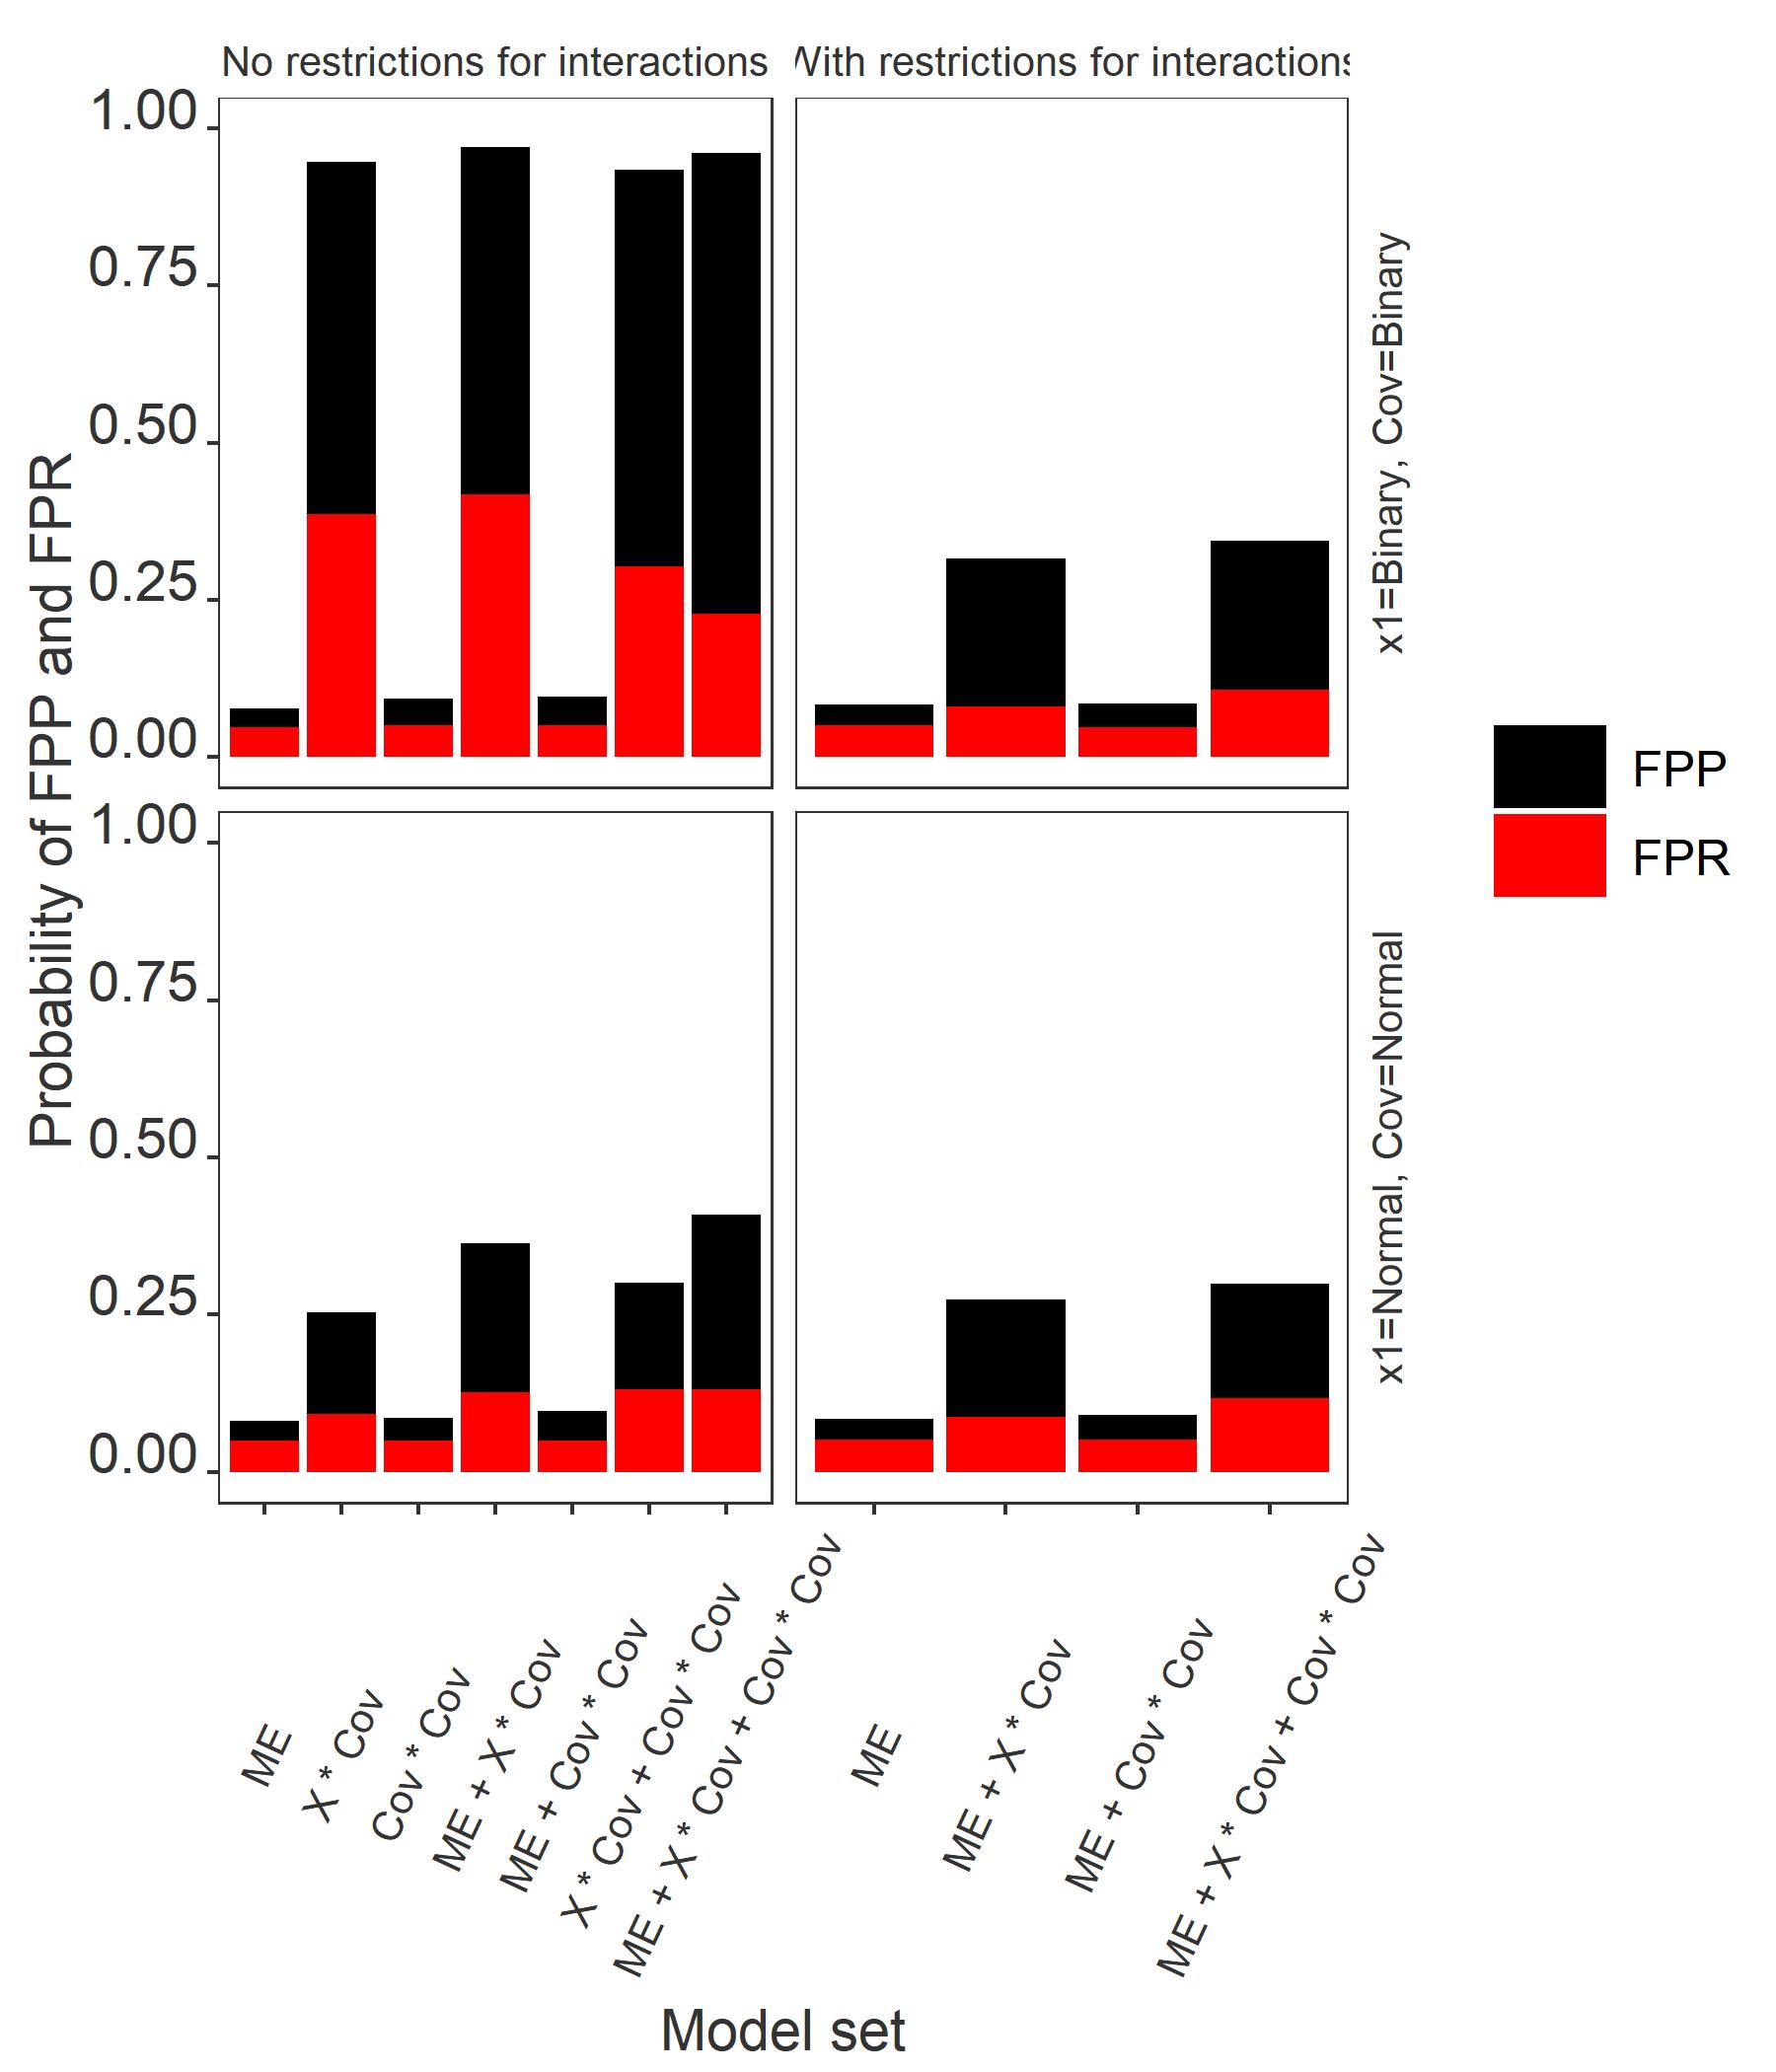 No restrictions for interactions
With restrictions for interactions
Probability of FPP and FPR
1.00
0.75
0.50
0.25
0.00
x1=Binary, Cov=Binary
1.00
0.75
0.50
0.25
0.00
x1=Normal, Cov=Normal
FPP
FPR
ME
X * Cov
Cov * Cov
ME + X * Cov
ME + Cov * Cov
X * Cov + Cov * Cov
ME + X * Cov + Cov * Cov
ME
ME + X * Cov
ME + Cov * Cov
ME + X * Cov + Cov * Cov
Model set